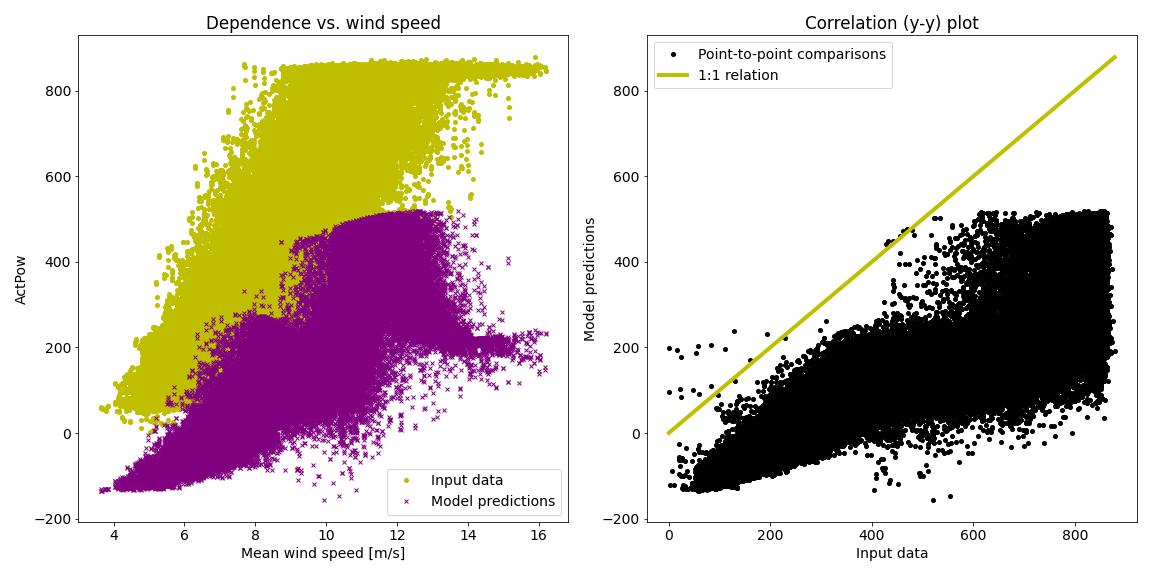 Dependence vs. wind speed
ActPow
800
600
400
200
0
−200
4 6 8 10 12 14 16
Mean wind speed [m/s]
Input data
Model predictions
Correlation (y-y) plot
Point-to-point comparisons
1:1 relation
Model predictions
800
600
400
200
0
−200
0 200 400 600 800
Input data